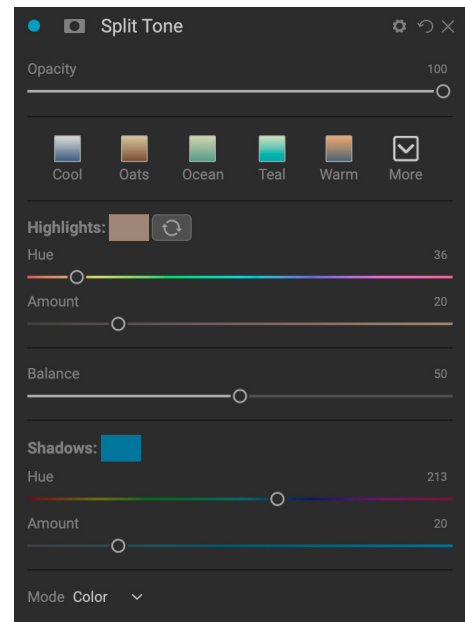 Split Tone
Opacity 100
Cool Oats Ocean Teal Warm More
Highlights:
Hue 36
Amount 20
Balance 50
Shadows:
Hue 213
Amount 20
Mode Color